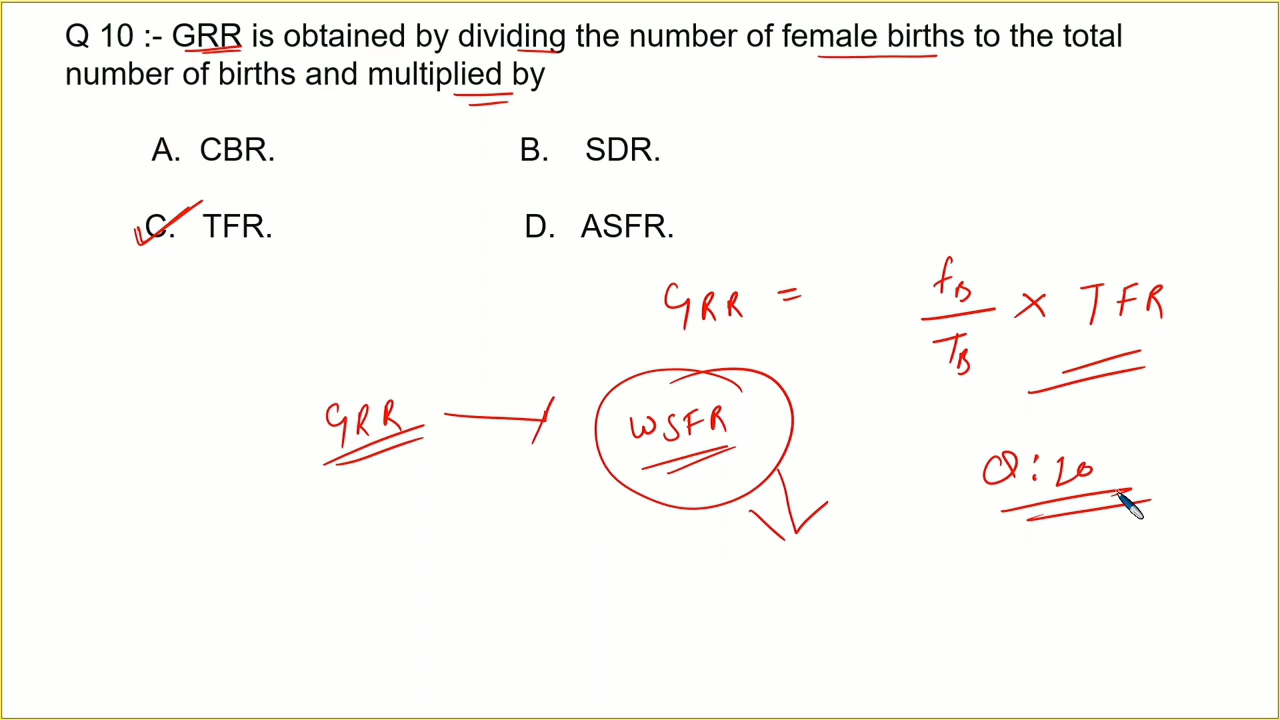 Q 10 :- GRR is obtained by dividing the number of female births to the total
number of births and multiplied by
A. CBR.
B. SDR.
C. TFR.
D. ASFR.
GRR = fB / TB × TFR
GRR → WSFR
Q: 20